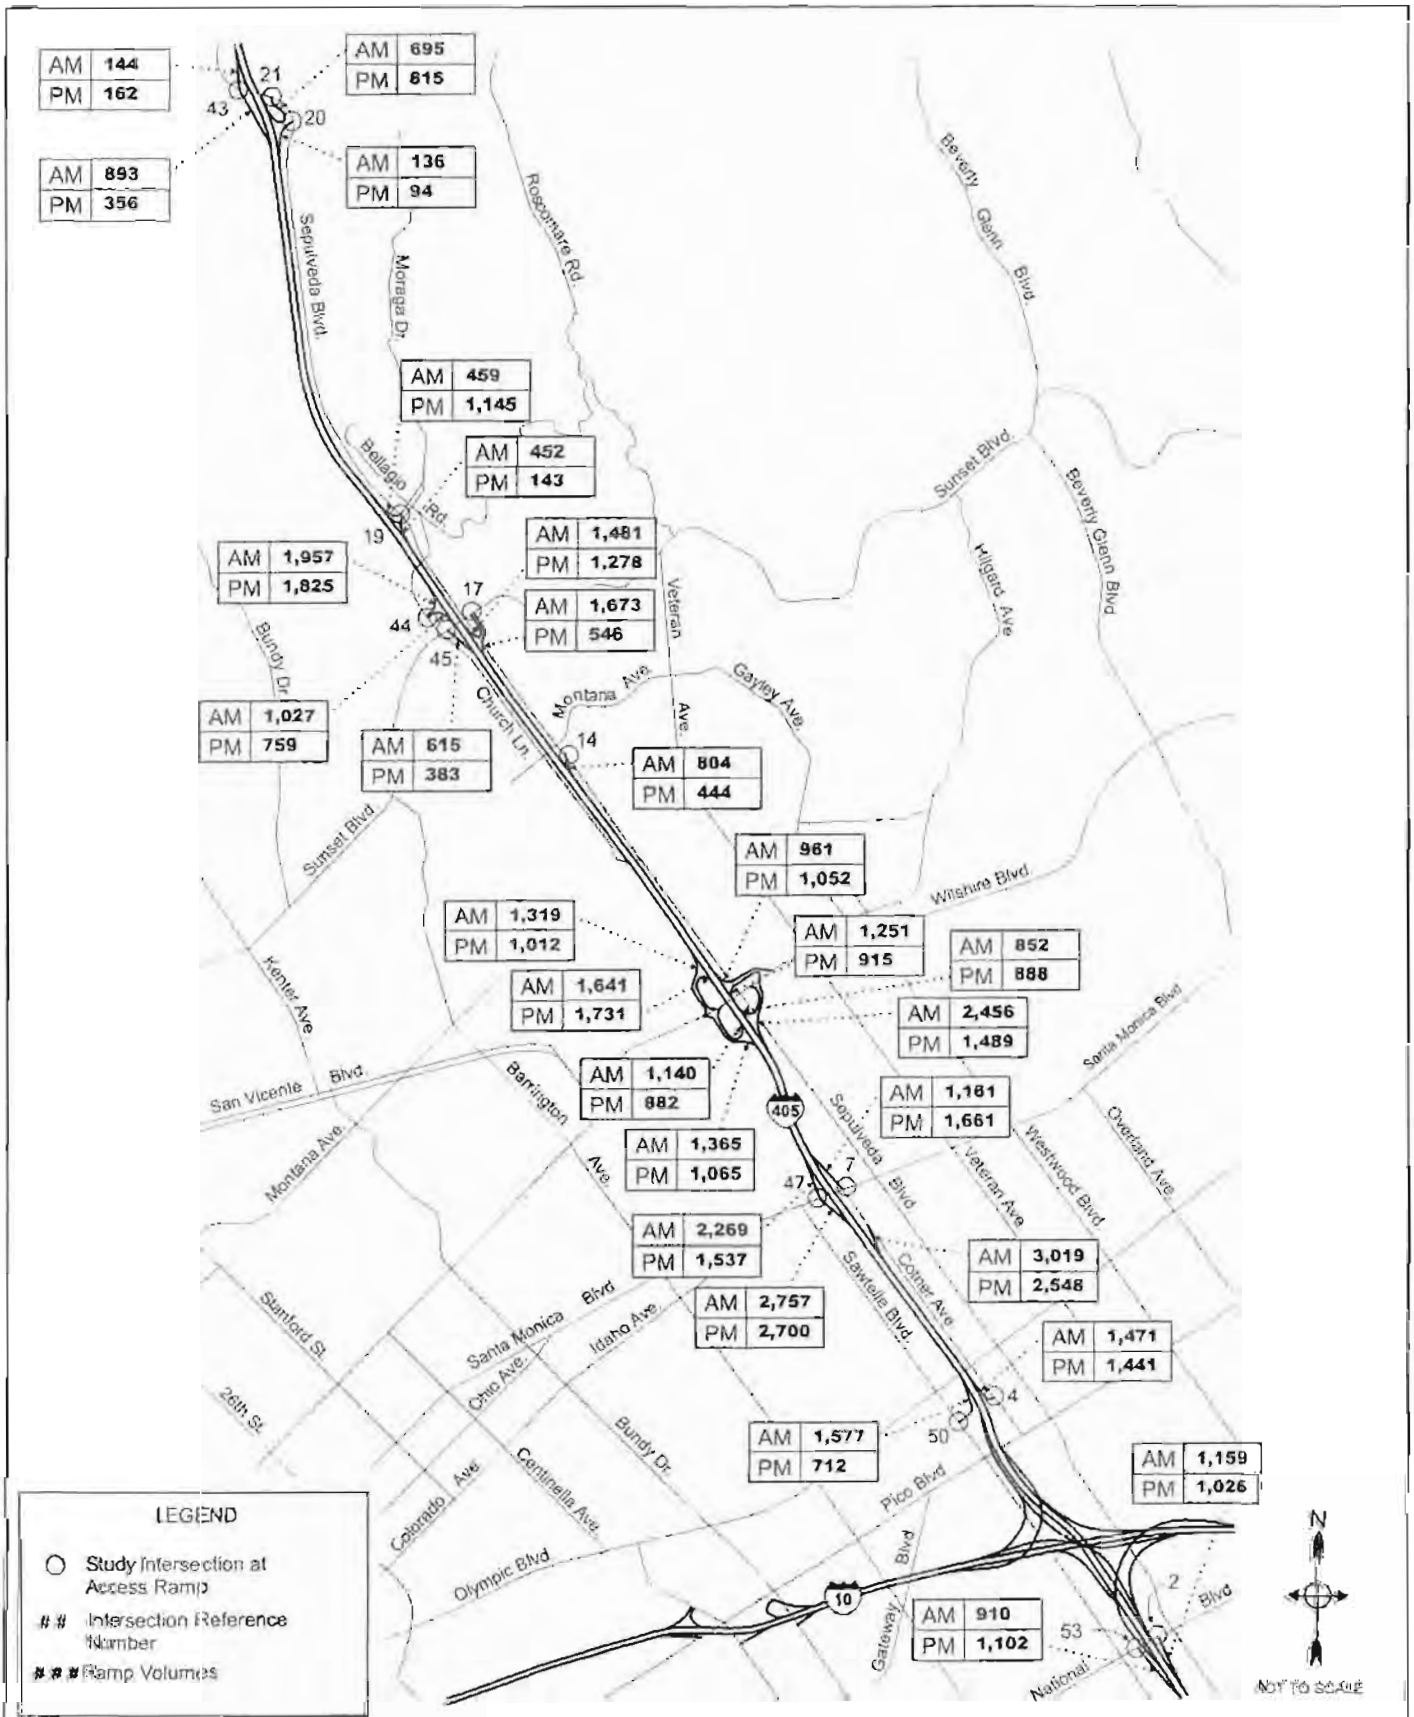 AM 695
PM 815
AM 144
PM 162
21
43
20
AM 136
PM 94
AM 893
PM 356
Beverly Glenn Blvd.
Roscomare Rd.
Sepulveda Blvd.
Moraga Dr.
AM 459
PM 1,145
Bellagio Rd.
AM 452
PM 143
Sunset Blvd.
Beverly Glenn Blvd
19
AM 1,481
PM 1,278
AM 1,957
PM 1,825
Hilgard Ave
17
Veteran Ave.
AM 1,673
PM 546
44
45
Bundy Dr.
Montana Ave.
Gayley Ave.
Church Ln.
AM 1,027
PM 759
AM 615
PM 383
14
AM 804
PM 444
Sunset Blvd
AM 961
PM 1,052
Wilshire Blvd.
AM 1,319
PM 1,012
AM 1,251
PM 915
AM 852
PM 888
Kenter Ave.
AM 1,641
PM 1,731
AM 2,456
PM 1,489
Santa Monica Blvd
San Vicente Blvd.
Barrington Ave.
AM 1,140
PM 882
405
Sepulveda Blvd
AM 1,161
PM 1,661
Overland Ave.
Westwood Blvd.
Veteran Ave
Montana Ave.
AM 1,365
PM 1,065
7
47
AM 2,269
PM 1,537
AM 3,019
PM 2,548
Cotner Ave
Sawtelle Blvd.
AM 2,757
PM 2,700
Stanford St.
Santa Monica Blvd
Idaho Ave.
Ohio Ave.
AM 1,471
PM 1,441
4
50
26th St.
Bundy Dr.
AM 1,577
PM 712
AM 1,159
PM 1,026
Centinella Ave.
Colorado Ave.
Pico Blvd
Olympic Blvd
Gateway Blvd
10
2
National Blvd
AM 910
PM 1,102
53
N
NOT TO SCALE
LEGEND
Study Intersection at
Access Ramp
## Intersection Reference
Number
### Ramp Volumes